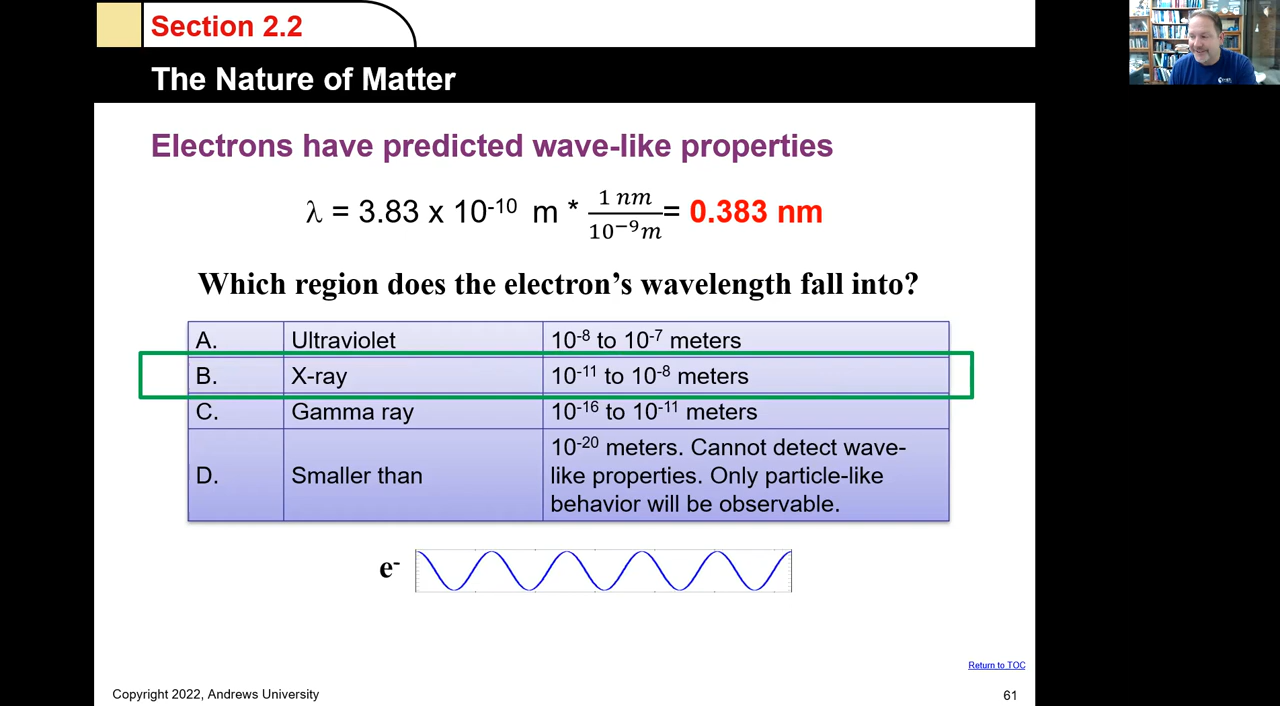 Section 2.2
The Nature of Matter
Electrons have predicted wave-like properties
λ = 3.83 x 10⁻¹⁰ m * 1 nm / 10⁻⁹m = 0.383 nm
Which region does the electron’s wavelength fall into?
A. Ultraviolet 10⁻⁸ to 10⁻⁷ meters
B. X-ray 10⁻¹¹ to 10⁻⁸ meters
C. Gamma ray 10⁻¹⁶ to 10⁻¹¹ meters
D. Smaller than 10⁻²⁰ meters. Cannot detect wave-
like properties. Only particle-like
behavior will be observable.
e⁻
Return to TOC
Copyright 2022, Andrews University
61